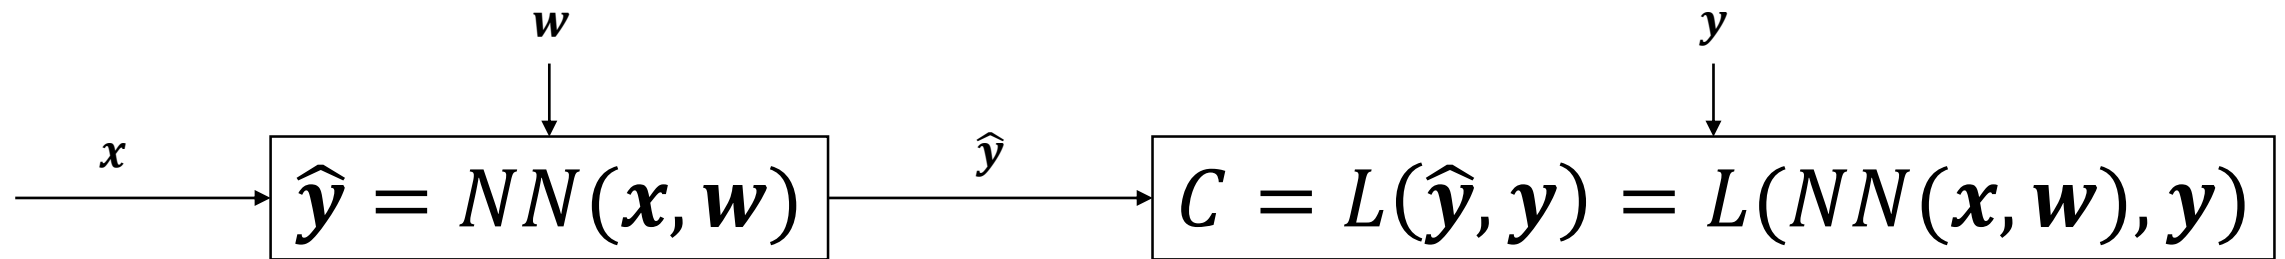 w
y
x
ŷ
ŷ = NN(x, w)
C = L(ŷ, y) = L(NN(x, w), y)